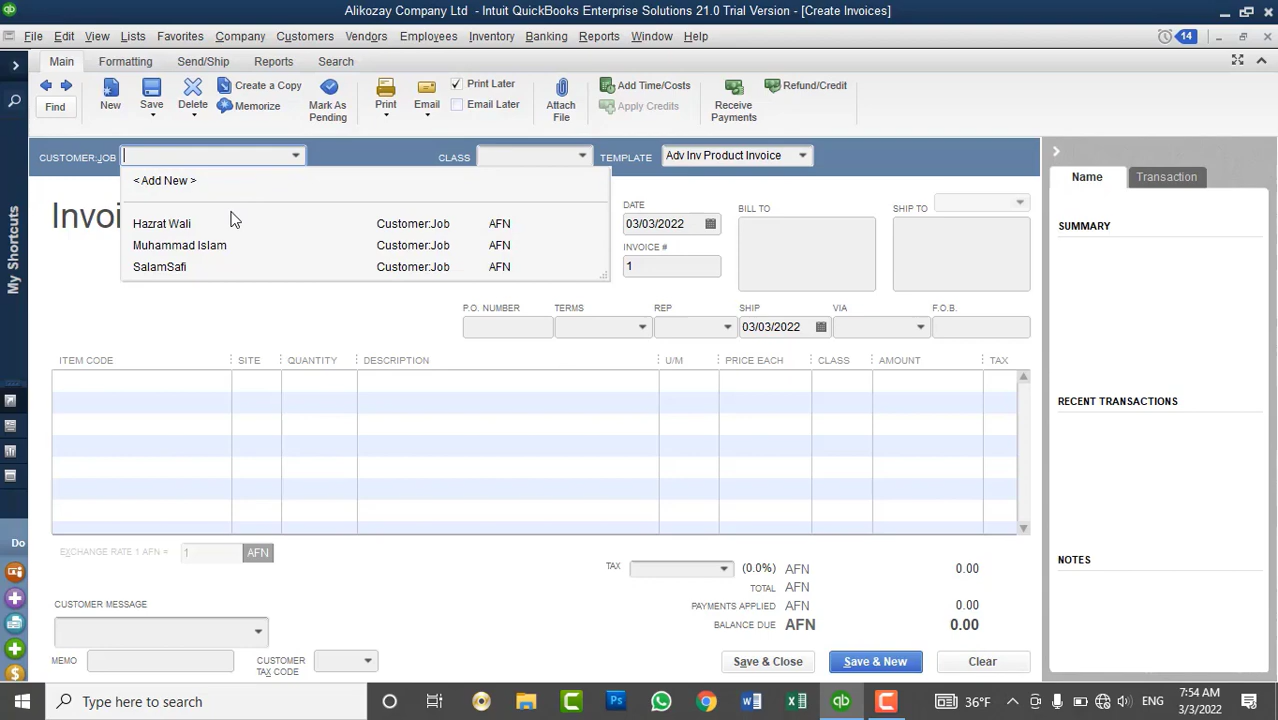 Alikozay Company Ltd - Intuit QuickBooks Enterprise Solutions 21.0 Trial Version - [Create Invoices]
File Edit View Lists Favorites Company Customers Vendors Employees Inventory Banking Reports Window Help
14
Main Formatting Send/Ship Reports Search
Find
New
Save
Delete
Create a Copy
Memorize
Mark As
Pending
Print
Email
Print Later
Email Later
Attach
File
Add Time/Costs
Apply Credits
Receive
Payments
Refund/Credit
My Shortcuts
Do
CUSTOMER:JOB
CLASS
TEMPLATE Adv Inv Product Invoice
< Add New >
Hazrat Wali Customer:Job AFN
Muhammad Islam Customer:Job AFN
SalamSafi Customer:Job AFN
Invoi
DATE
03/03/2022
INVOICE #
1
BILL TO
SHIP TO
P.O. NUMBER TERMS REP SHIP VIA F.O.B.
03/03/2022
ITEM CODE SITE QUANTITY DESCRIPTION U/M PRICE EACH CLASS AMOUNT TAX
EXCHANGE RATE 1 AFN = 1 AFN
TAX (0.0%) AFN 0.00
TOTAL AFN
PAYMENTS APPLIED AFN 0.00
BALANCE DUE AFN 0.00
CUSTOMER MESSAGE
MEMO
CUSTOMER
TAX CODE
Save & Close Save & New Clear
Name Transaction
SUMMARY
RECENT TRANSACTIONS
NOTES
Type here to search
36°F
ENG
7:54 AM
3/3/2022